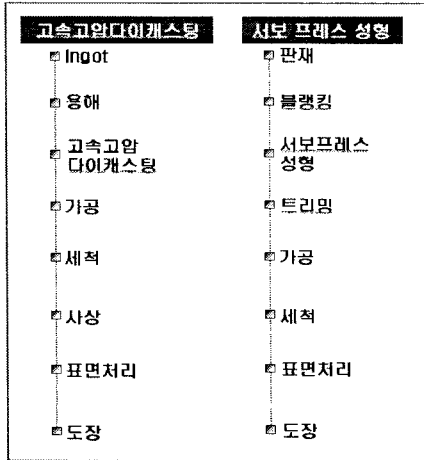 고속고압다이캐스팅
Ingot
용해
고속고압
다이캐스팅
가공
세척
사상
표면처리
도장
서보 프레스 성형
판재
블랭킹
서보프레스
성형
트리밍
가공
세척
표면처리
도장